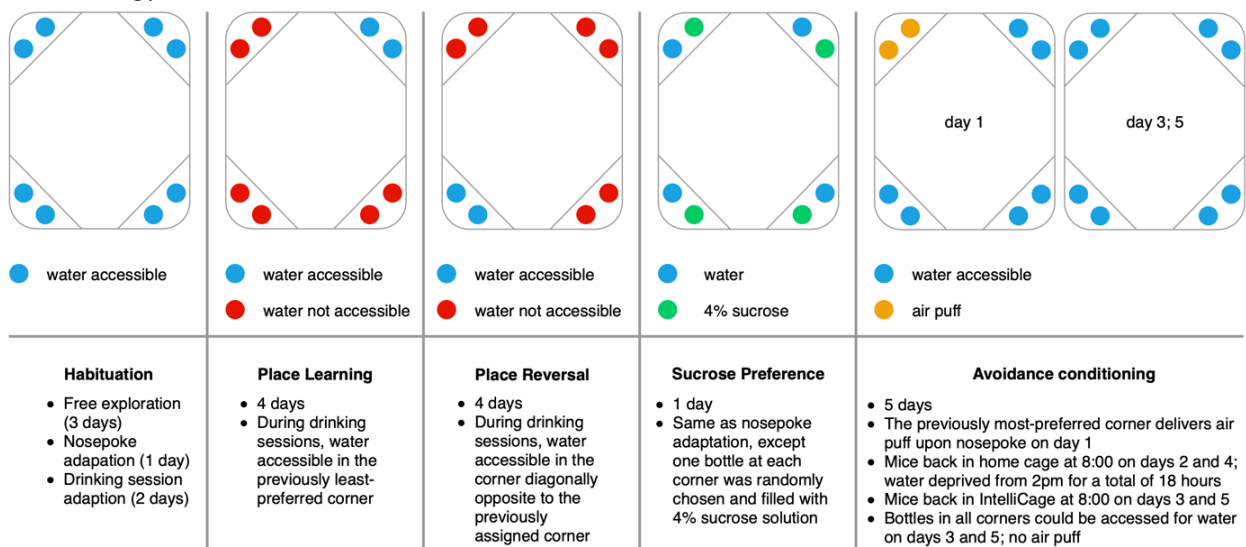 day 1
day 3; 5
water accessible
water accessible
water not accessible
water accessible
water not accessible
water
4% sucrose
water accessible
air puff
Habituation
• Free exploration
(3 days)
• Nosepoke
adapation (1 day)
• Drinking session
adaption (2 days)
Place Learning
• 4 days
• During drinking
sessions, water
accessible in the
previously least-
preferred corner
Place Reversal
• 4 days
• During drinking
sessions, water
accessible in the
corner diagonally
opposite to the
previously
assigned corner
Sucrose Preference
• 1 day
• Same as nosepoke
adaptation, except
one bottle at each
corner was randomly
chosen and filled with
4% sucrose solution
Avoidance conditioning
• 5 days
• The previously most-preferred corner delivers air
puff upon nosepoke on day 1
• Mice back in home cage at 8:00 on days 2 and 4;
water deprived from 2pm for a total of 18 hours
• Mice back in IntelliCage at 8:00 on days 3 and 5
• Bottles in all corners could be accessed for water
on days 3 and 5; no air puff